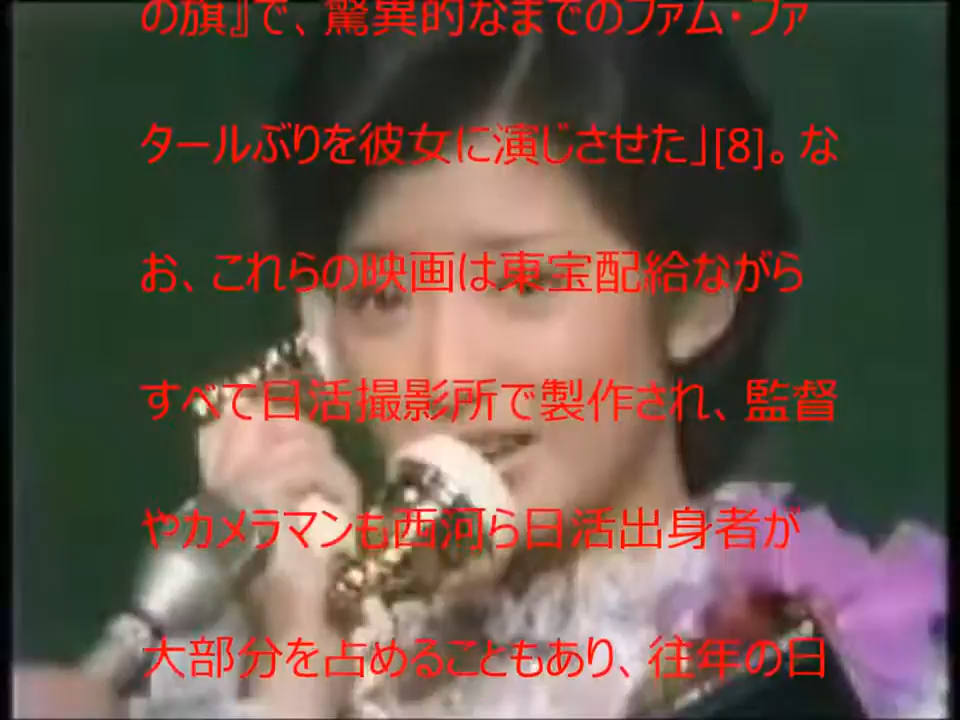 の旗』で、驚異的なまでのファム・ファ
タールぶりを彼女に演じさせた」[8]。な
お、これらの映画は東宝配給ながら
すべて日活撮影所で製作され、監督
やカメラマンも西河ら日活出身者が
大部分を占めることもあり、往年の日